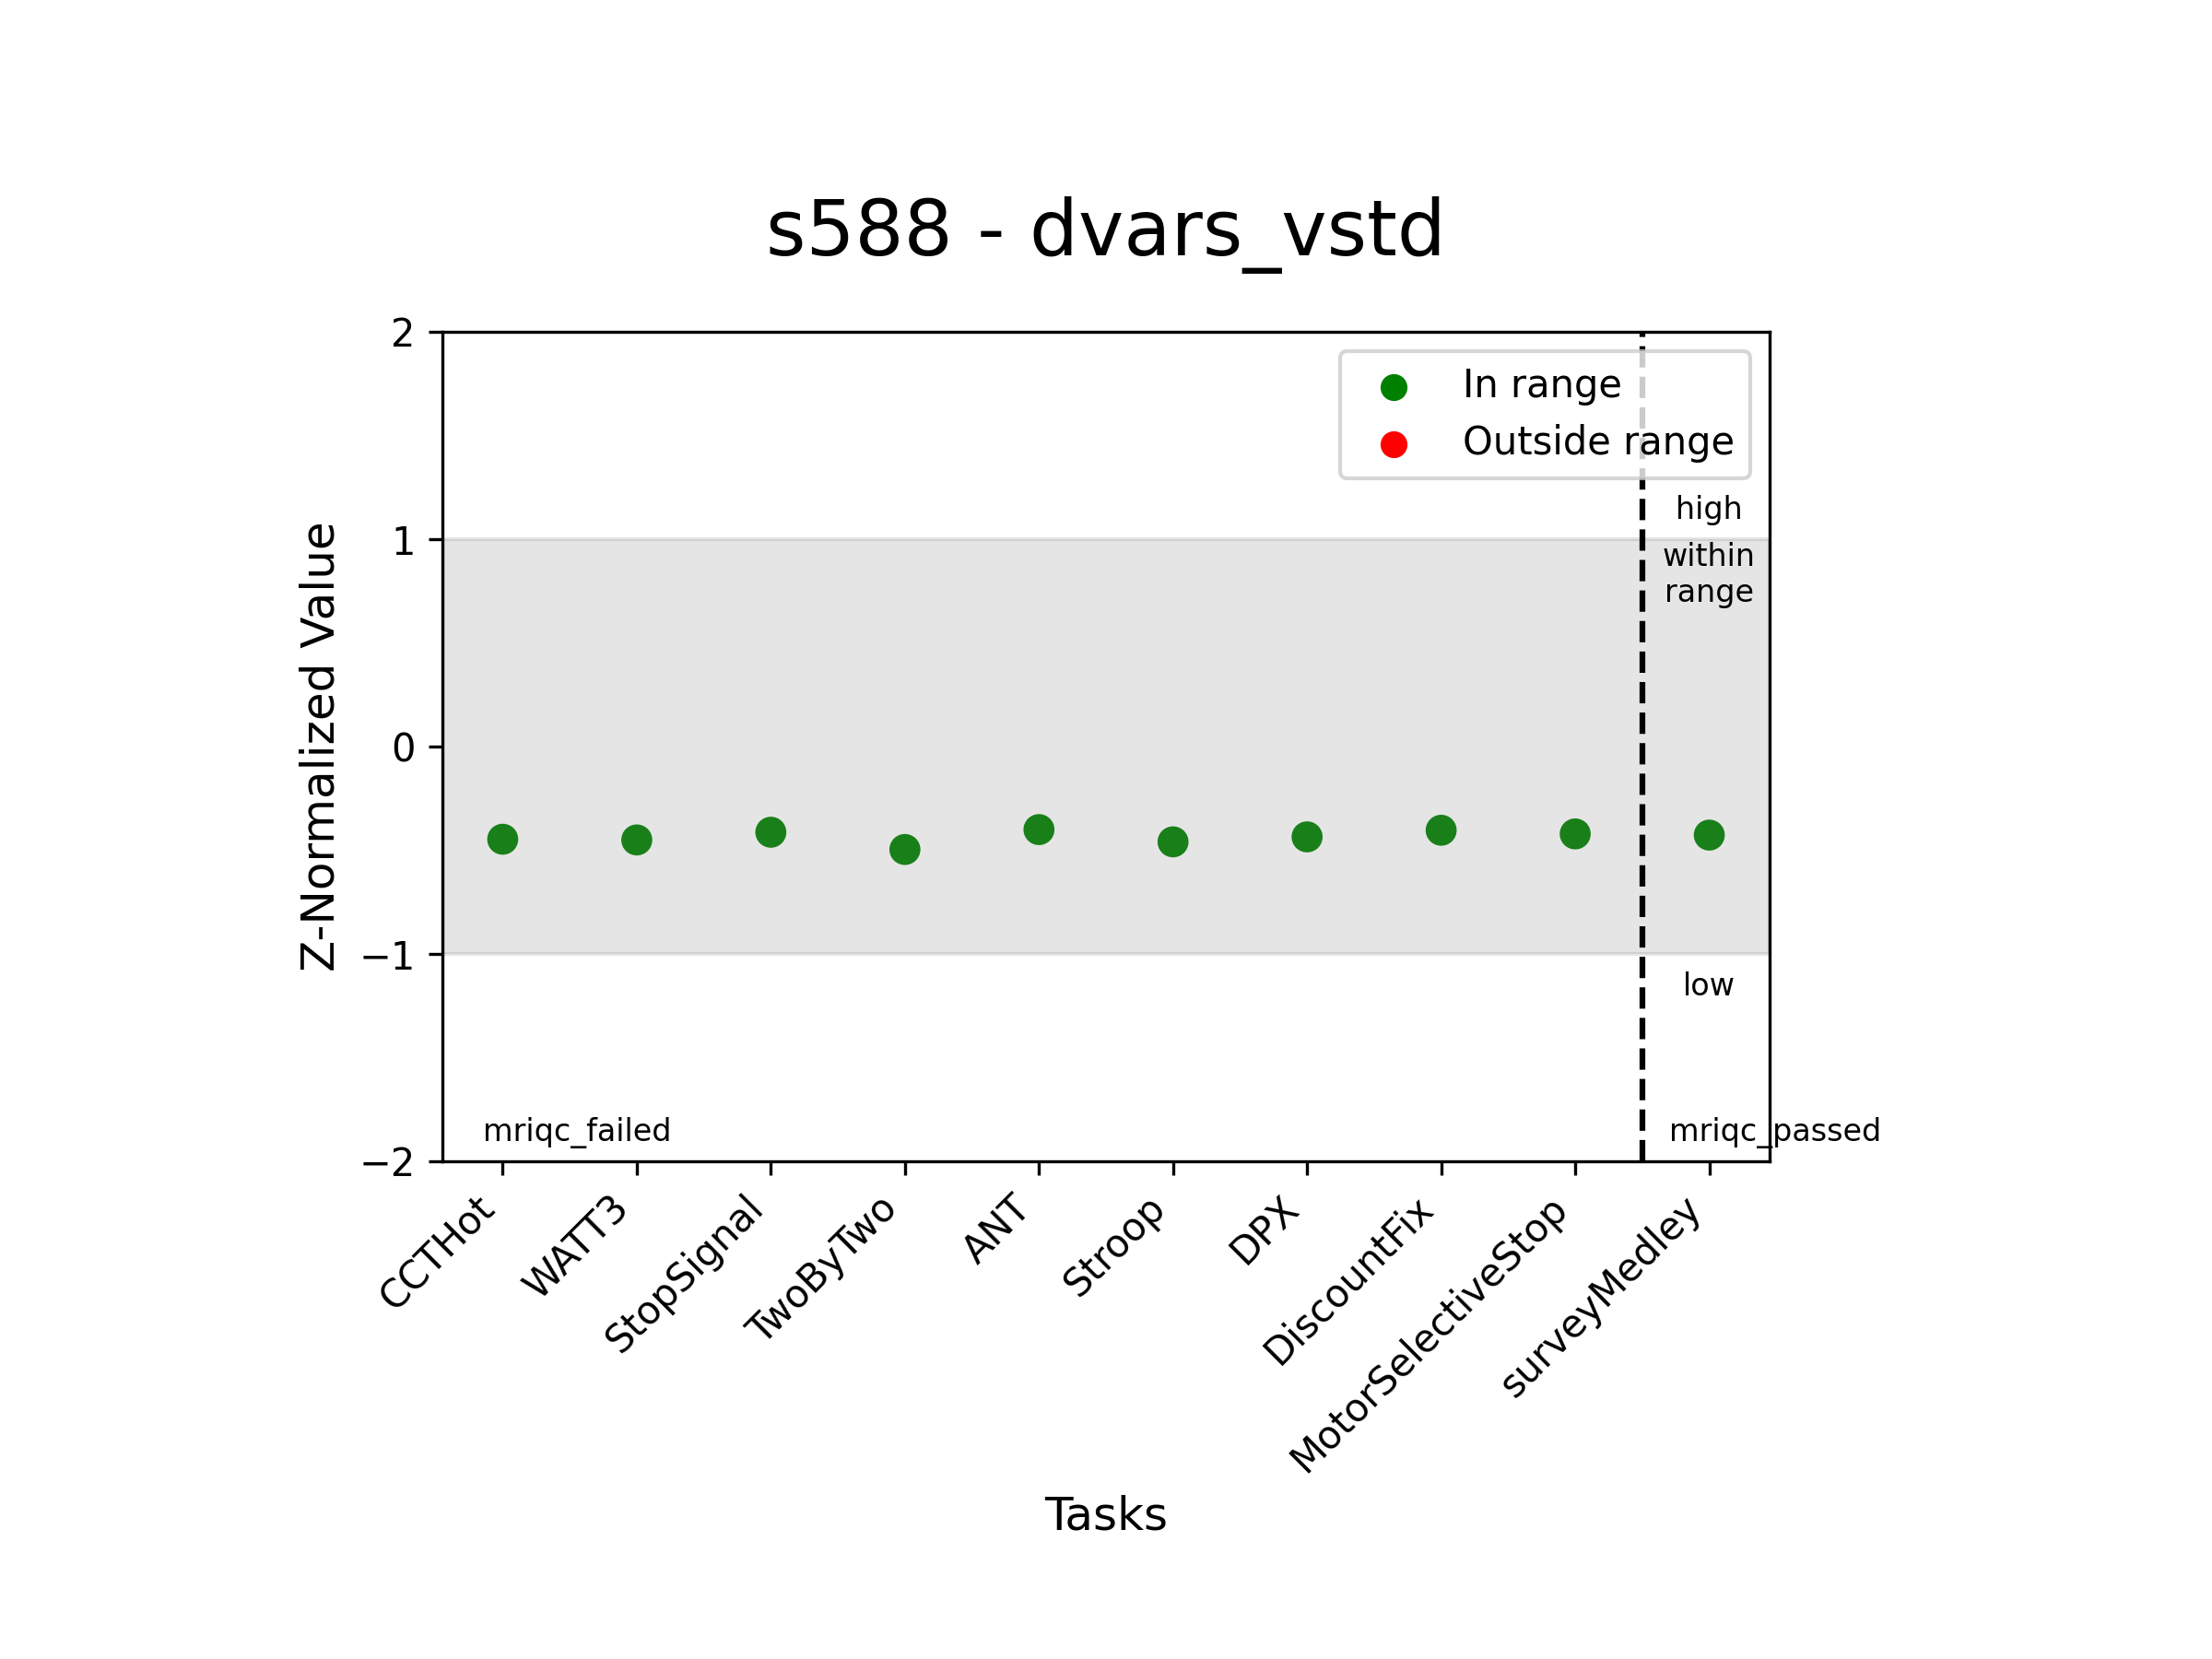 s588 - dvars_vstd
2
In range
Outside range
high
1
within
range
Z-Normalized Value
0
−1
low
mriqc_failed
mriqc_passed
−2
CCTHot
WATT3
StopSignal
TwoByTwo
ANT
Stroop
DPX
DiscountFix
MotorSelectiveStop
surveyMedley
Tasks